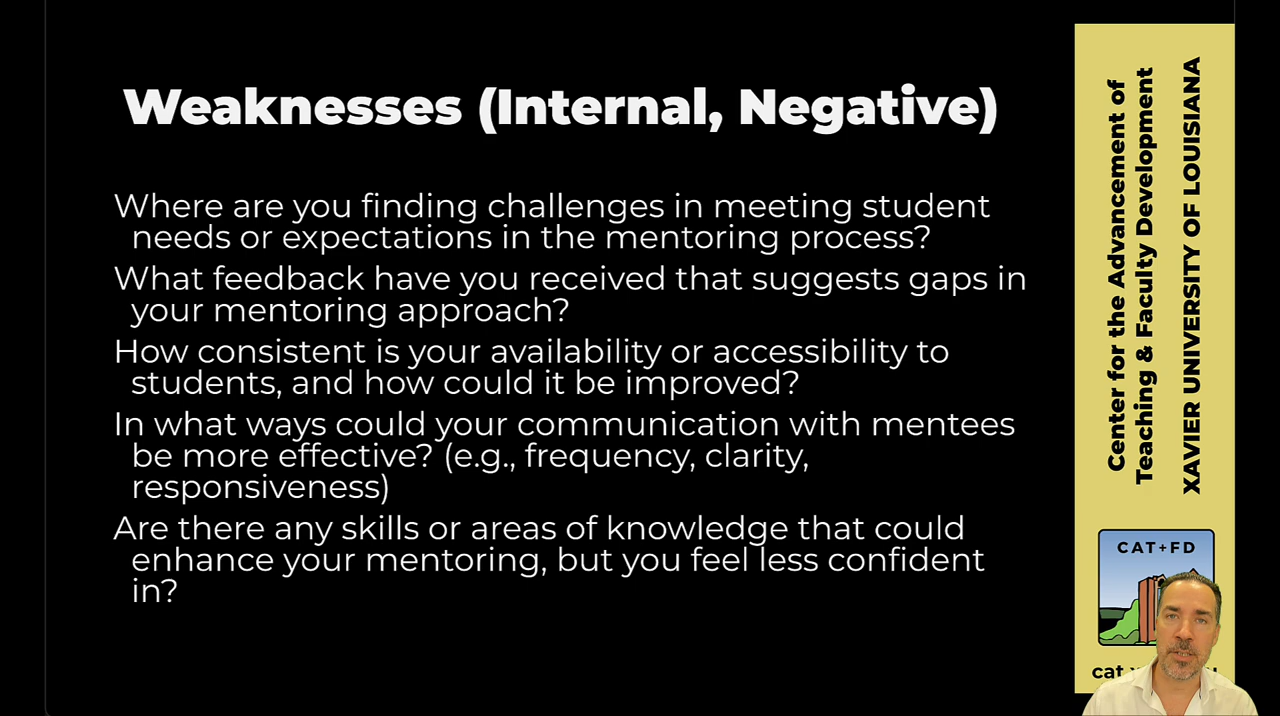 Weaknesses (Internal, Negative)
Where are you finding challenges in meeting student
needs or expectations in the mentoring process?
What feedback have you received that suggests gaps in
your mentoring approach?
How consistent is your availability or accessibility to
students, and how could it be improved?
In what ways could your communication with mentees
be more effective? (e.g., frequency, clarity,
responsiveness)
Are there any skills or areas of knowledge that could
enhance your mentoring, but you feel less confident
in?
Center for the Advancement of
Teaching & Faculty Development
XAVIER UNIVERSITY OF LOUISIANA
CAT+FD